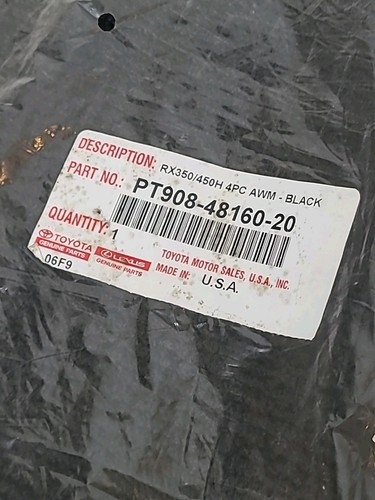 DESCRIPTION: RX350/450H 4PC AWM - BLACK
PART NO.: PT908-48160-20
QUANTITY: 1
TOYOTA
GENUINE PARTS
LEXUS
GENUINE PARTS
TOYOTA MOTOR SALES, U.S.A., INC.
MADE IN: U.S.A.
06F9